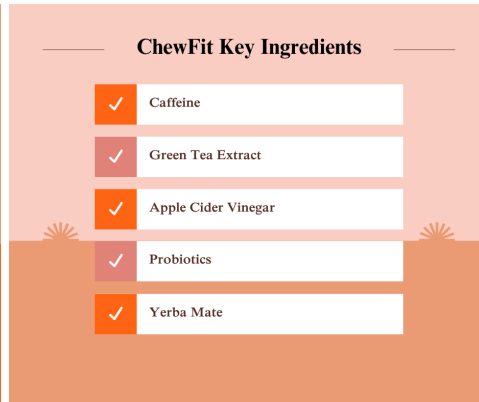 ChewFit Key Ingredients
Caffeine
Green Tea Extract
Apple Cider Vinegar
Probiotics
Yerba Mate